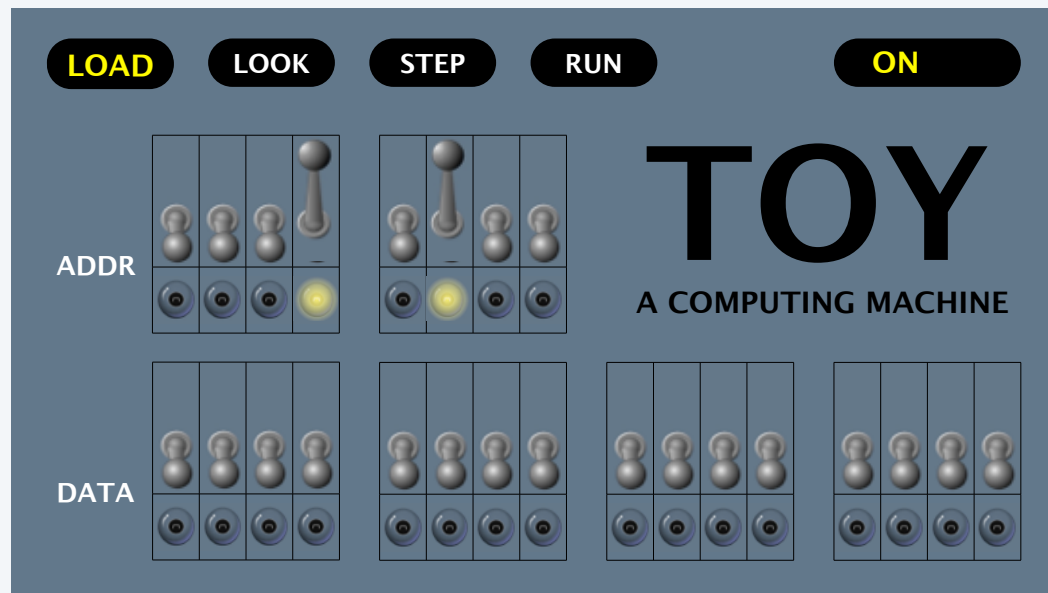 LOAD LOOK STEP RUN ON
TOY
A COMPUTING MACHINE
ADDR
DATA